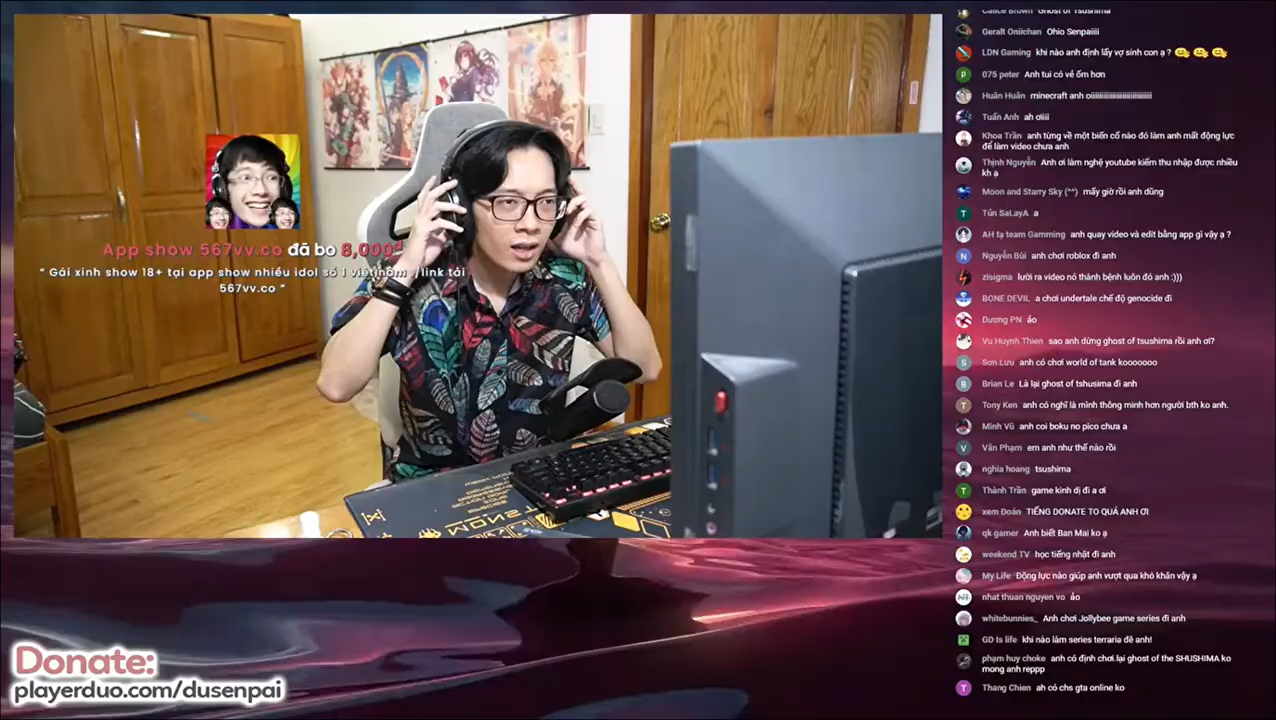 App show 567vv.co đã bo 8,000đ
“ Gái xinh show 18+ tại app show nhiều idol số 1 việt nam , link tải
567vv.co ”
Donate:
playerduo.com/dusenpai
Calice Brown Ghost of Tsushima
Geralt Oniichan Ohio Senpaiiii
LDN Gaming khi nào anh định lấy vợ sinh con ạ ?
075 peter Anh tui có vẻ ốm hơn
Huân Huân minecraft anh oiiiiiiiiiiiiiiiiiiiiiiiiiii
Tuấn Anh ah ơiiii
Khoa Trần anh từng về một biến cố nào đó làm anh mất động lực
để làm video chưa anh
Thịnh Nguyễn Anh ơi làm nghệ youtube kiếm thu nhập được nhiều
kh ạ
Moon and Starry Sky (^^) mấy giờ rồi anh dũng
Tún SaLayA a
AH tạ team Gamming anh quay video và edit bằng app gì vậy ạ ?
Nguyễn Bùi anh chơi roblox đi anh
zisigma lười ra video nó thành bệnh luôn đó anh :)))
BONE DEVIL a chơi undertale chế độ genocide đi
Dương PN ảo
Vu Huynh Thien sao anh dừng ghost of tsushima rồi anh ơi?
Sơn Lưu anh có chơi world of tank kooooooo
Brian Le Là lại ghost of tshusima đi anh
Tony Ken anh có nghĩ là mình thông minh hơn người bth ko anh.
Minh Vũ anh coi boku no pico chưa a
Văn Phạm em anh như thế nào rồi
nghia hoang tsushima
Thành Trần game kinh dị đi a ơi
xem Đoán TIẾNG DONATE TO QUÁ ANH ƠI
qk gamer Anh biết Ban Mai ko ạ
weekend TV học tiếng nhật đi anh
My Life Động lực nào giúp anh vượt qua khó khăn vậy ạ
nhat thuan nguyen vo ảo
whitebunnies_ Anh chơi Jollybee game series đi anh
GD Is life khi nào làm series terraria đê anh!
phạm huy choke anh có định chơi.lại ghost of the SHUSHIMA ko
mong anh reppp
Thang Chien ah có chs gta online ko